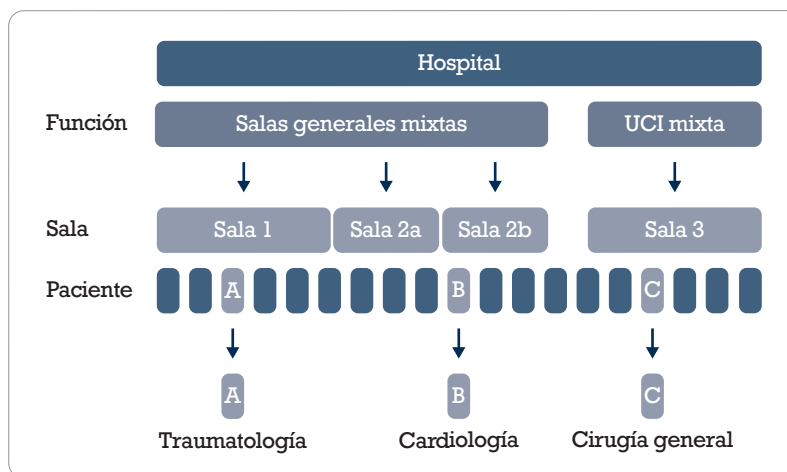 Hospital
Función
Salas generales mixtas
UCI mixta
Sala
Sala 1
Sala 2a
Sala 2b
Sala 3
Paciente
A
B
C
A
B
C
Traumatología
Cardiología
Cirugía general